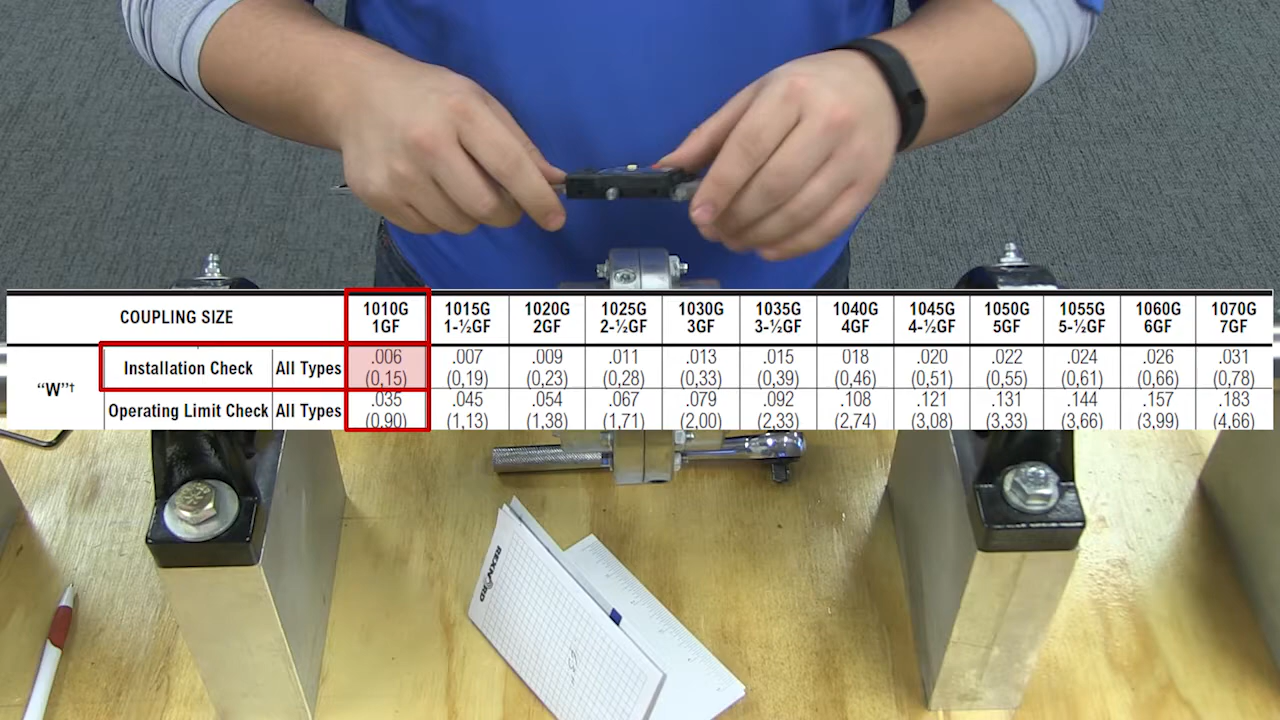 COUPLING SIZE 1010G 1015G 1020G 1025G 1030G 1035G 1040G 1045G 1050G 1055G 1060G 1070G
1GF 1-½GF 2GF 2-½GF 3GF 3-½GF 4GF 4-½GF 5GF 5-½GF 6GF 7GF
"W"†
Installation Check All Types .006 .007 .009 .011 .013 .015 018 .020 .022 .024 .026 .031
(0,15) (0,19) (0,23) (0,28) (0,33) (0,39) (0,46) (0,51) (0,55) (0,61) (0,66) (0,78)
Operating Limit Check All Types .035 .045 .054 .067 .079 .092 .108 .121 .131 .144 .157 .183
(0,90) (1,13) (1,38) (1,71) (2,00) (2,33) (2,74) (3,08) (3,33) (3,66) (3,99) (4,66)
REXNORD